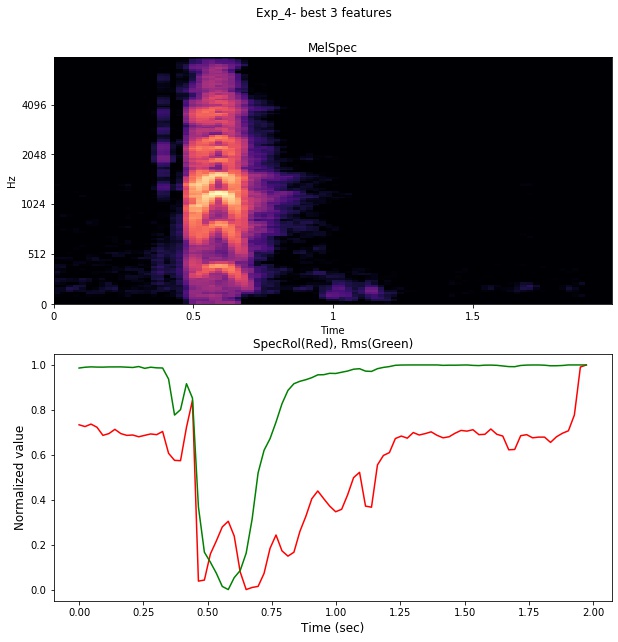 Exp_4- best 3 features
MelSpec
4096
2048
1024
512
0
Hz
0 0.5 1 1.5
Time
SpecRol(Red), Rms(Green)
1.0
0.8
0.6
0.4
0.2
0.0
Normalized value
0.00 0.25 0.50 0.75 1.00 1.25 1.50 1.75 2.00
Time (sec)